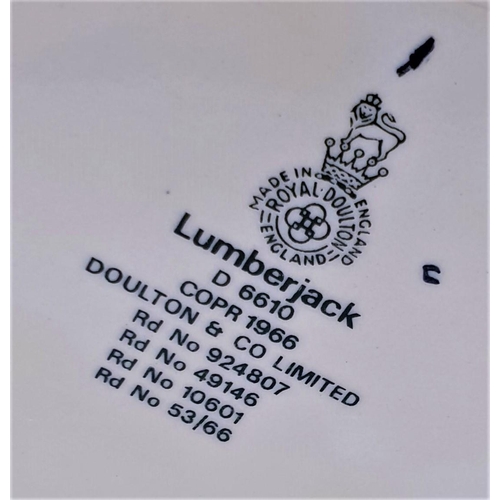 MADE IN ENGLAND
ROYAL·DOULTON
ENGLAND
Lumberjack
D 6610
COPR 1966
DOULTON & CO LIMITED
Rd No 924807
Rd No 49146
Rd No 10601
Rd No 53/66
C